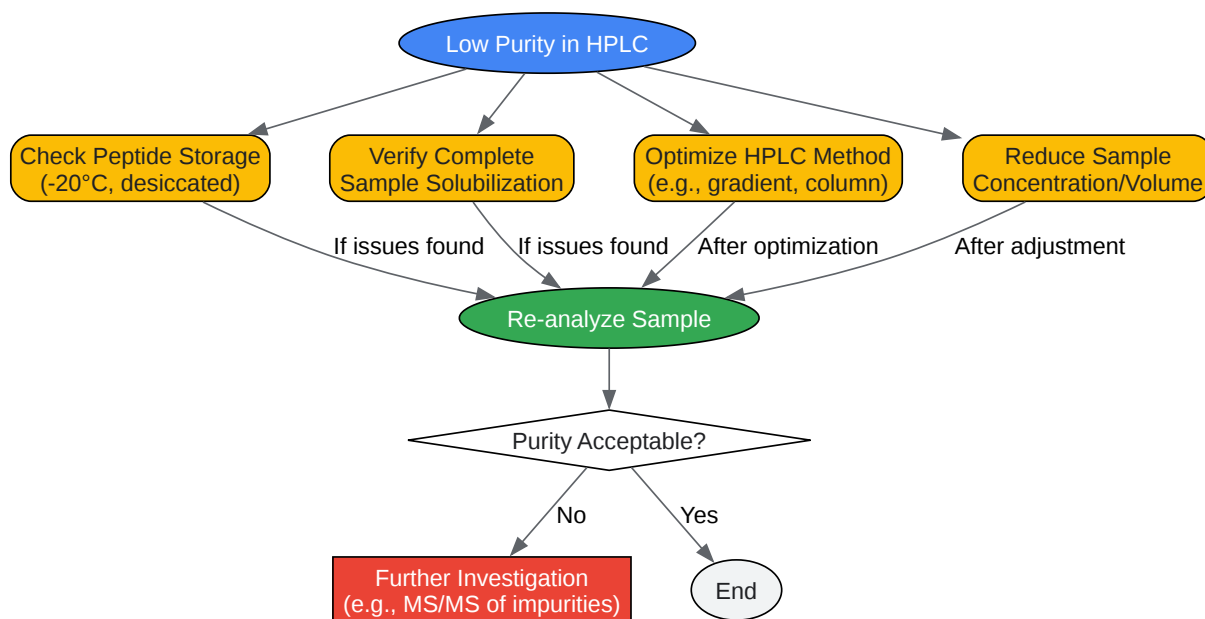 Low Purity in HPLC
Check Peptide Storage
(-20°C, desiccated)
Verify Complete
Sample Solubilization
Optimize HPLC Method
(e.g., gradient, column)
Reduce Sample
Concentration/Volume
If issues found
If issues found
After optimization
After adjustment
Re-analyze Sample
Purity Acceptable?
No
Yes
Further Investigation
(e.g., MS/MS of impurities)
End